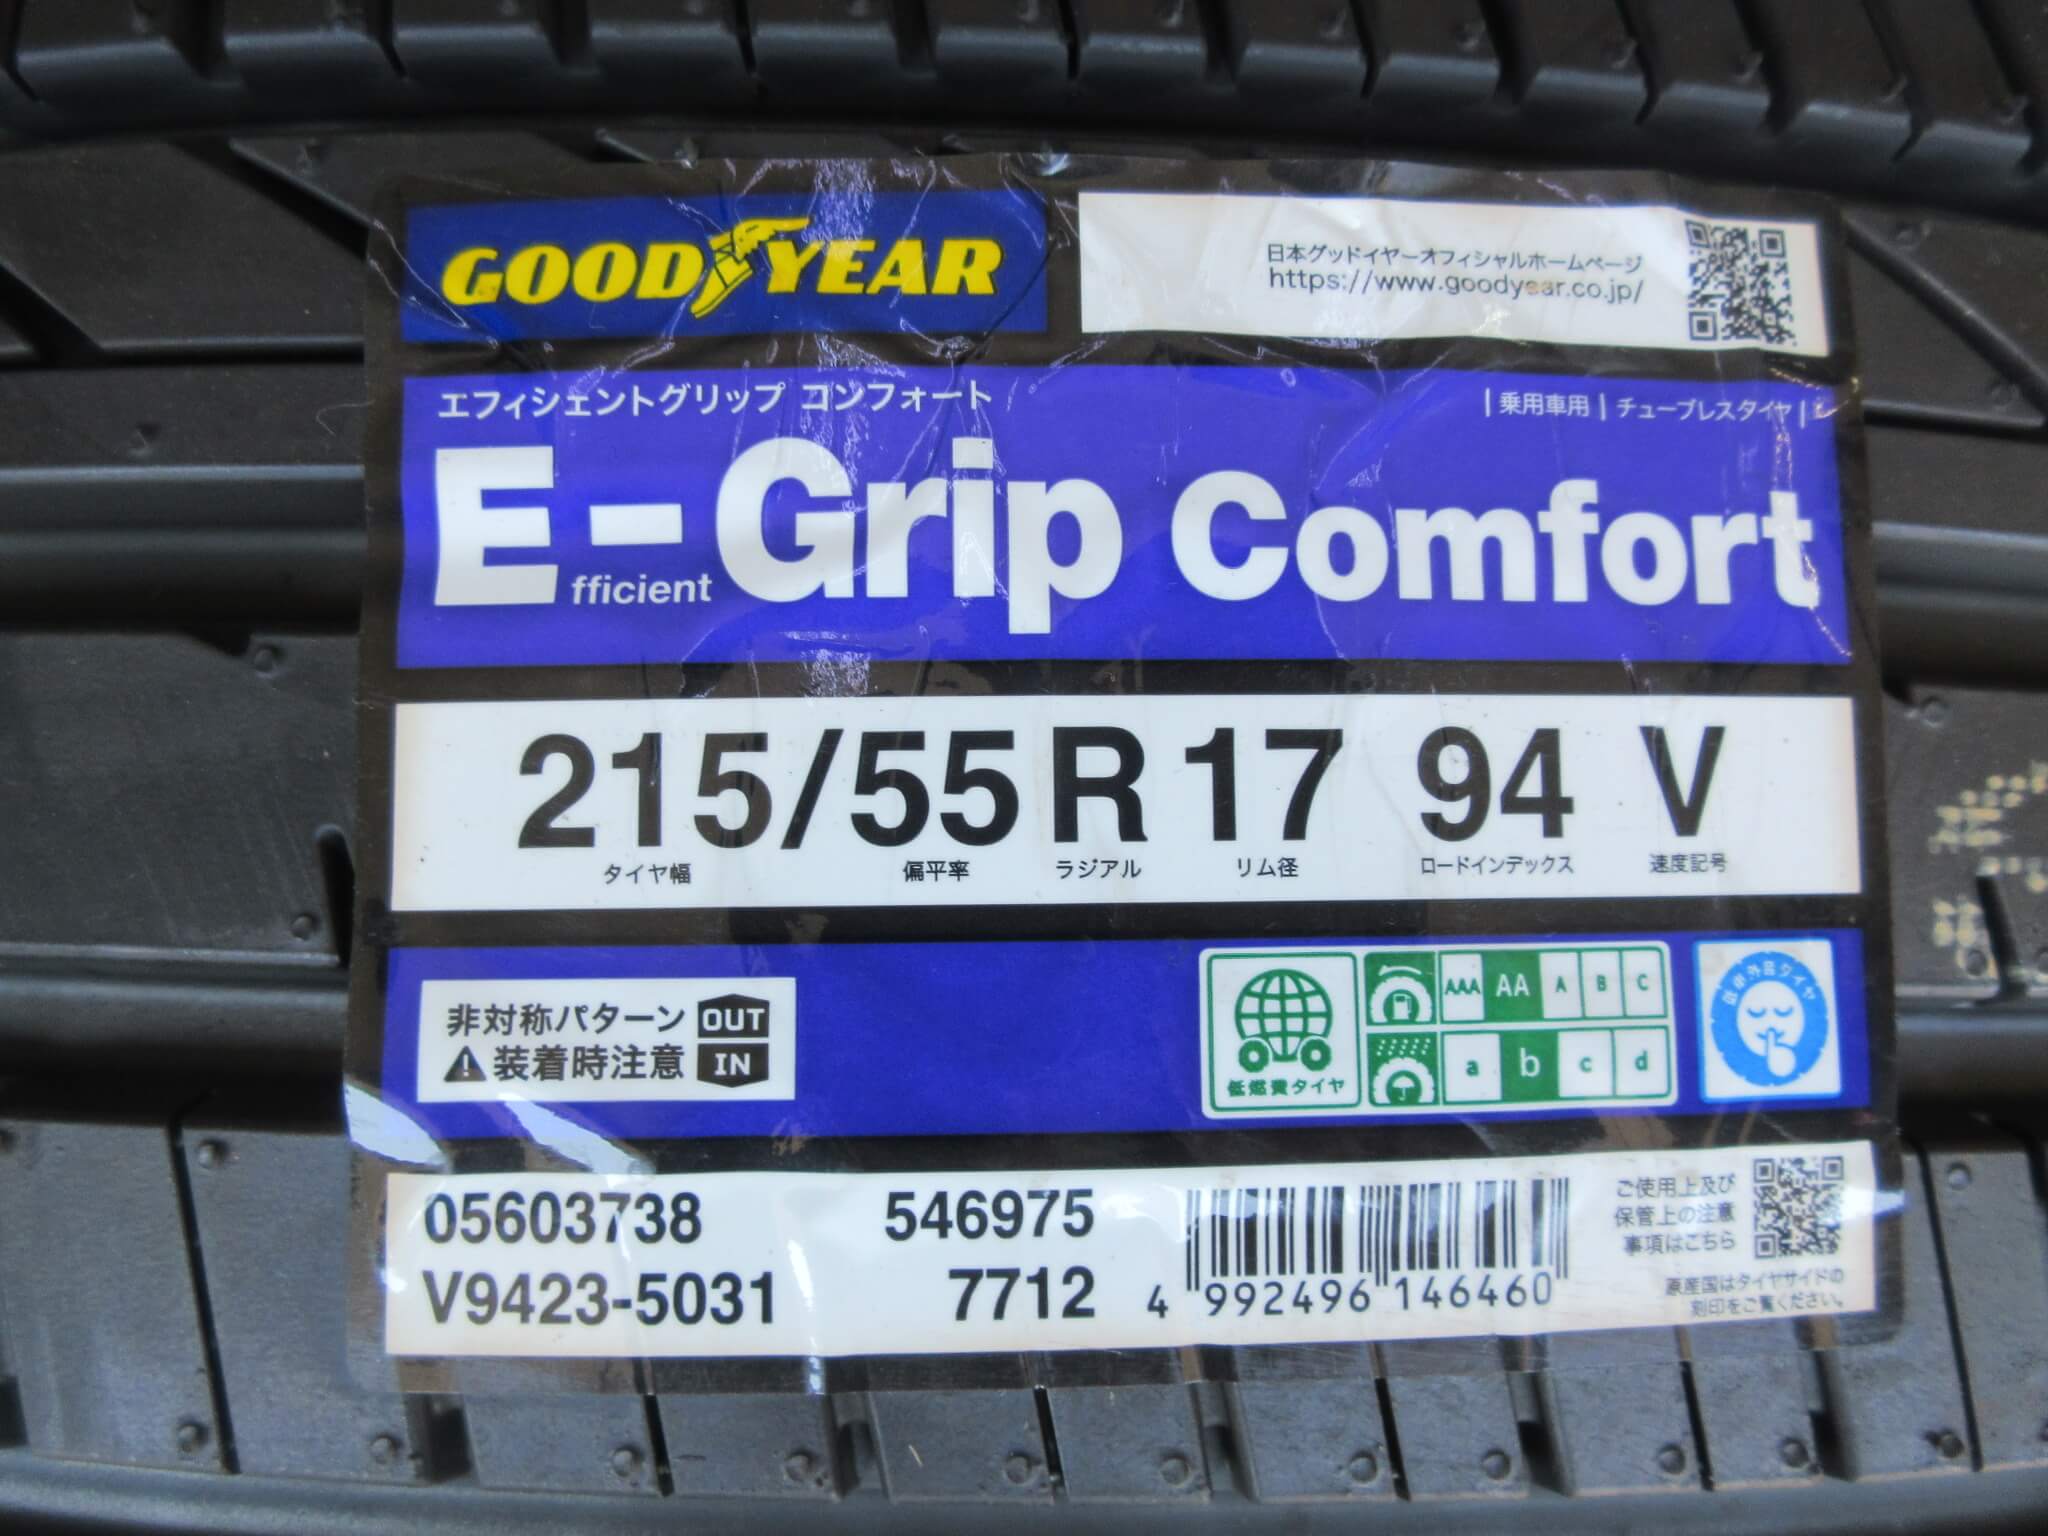 GOODYEAR
日本グッドイヤーオフィシャルホームページ
https://www.goodyear.co.jp/
エフィシェントグリップ コンフォート
|乗用車用|チューブレスタイヤ|
E-Grip Comfort
fficient
215/55R17 94 V
タイヤ幅 偏平率 ラジアル リム径 ロードインデックス 速度記号
非対称パターン OUT
装着時注意 IN
AAA AA A B C
a b c d
低燃費タイヤ
低車外音タイヤ
05603738 546975
V9423-5031 7712
4 992496 146460
ご使用上及び
保管上の注意
事項はこちら
原産国はタイヤサイドの
刻印をご覧ください。